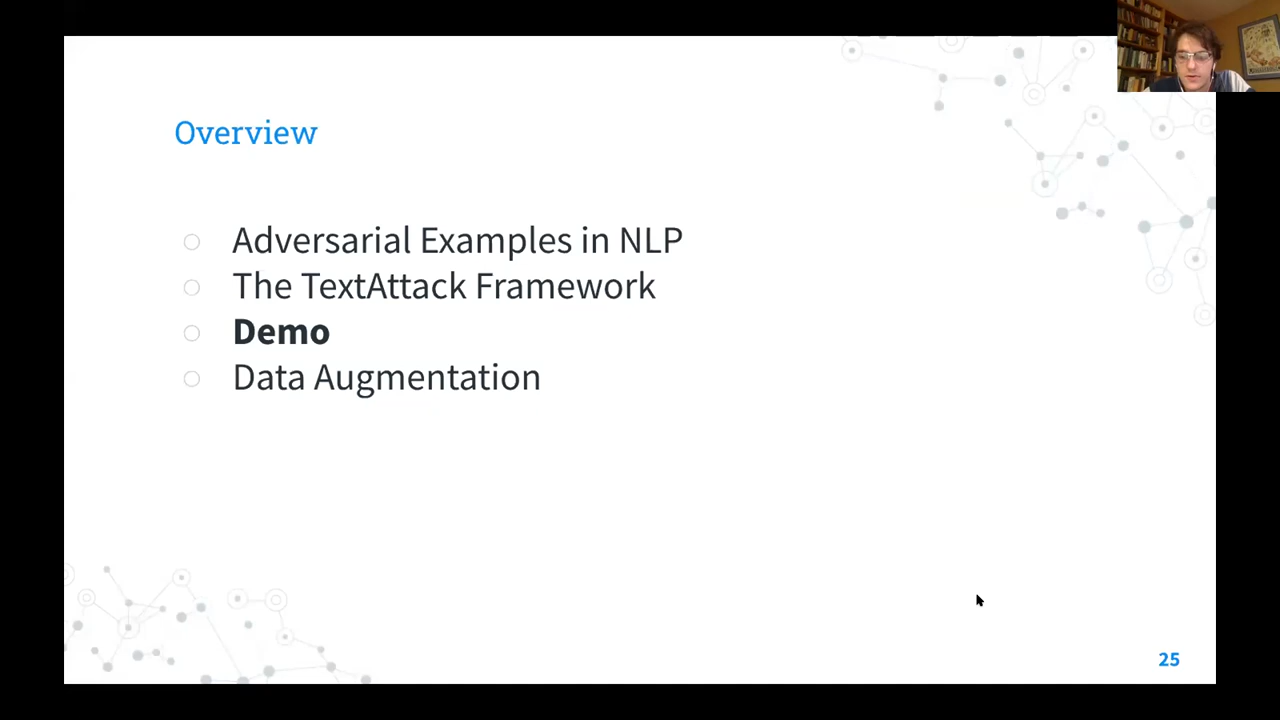 Overview
Adversarial Examples in NLP
The TextAttack Framework
Demo
Data Augmentation
25